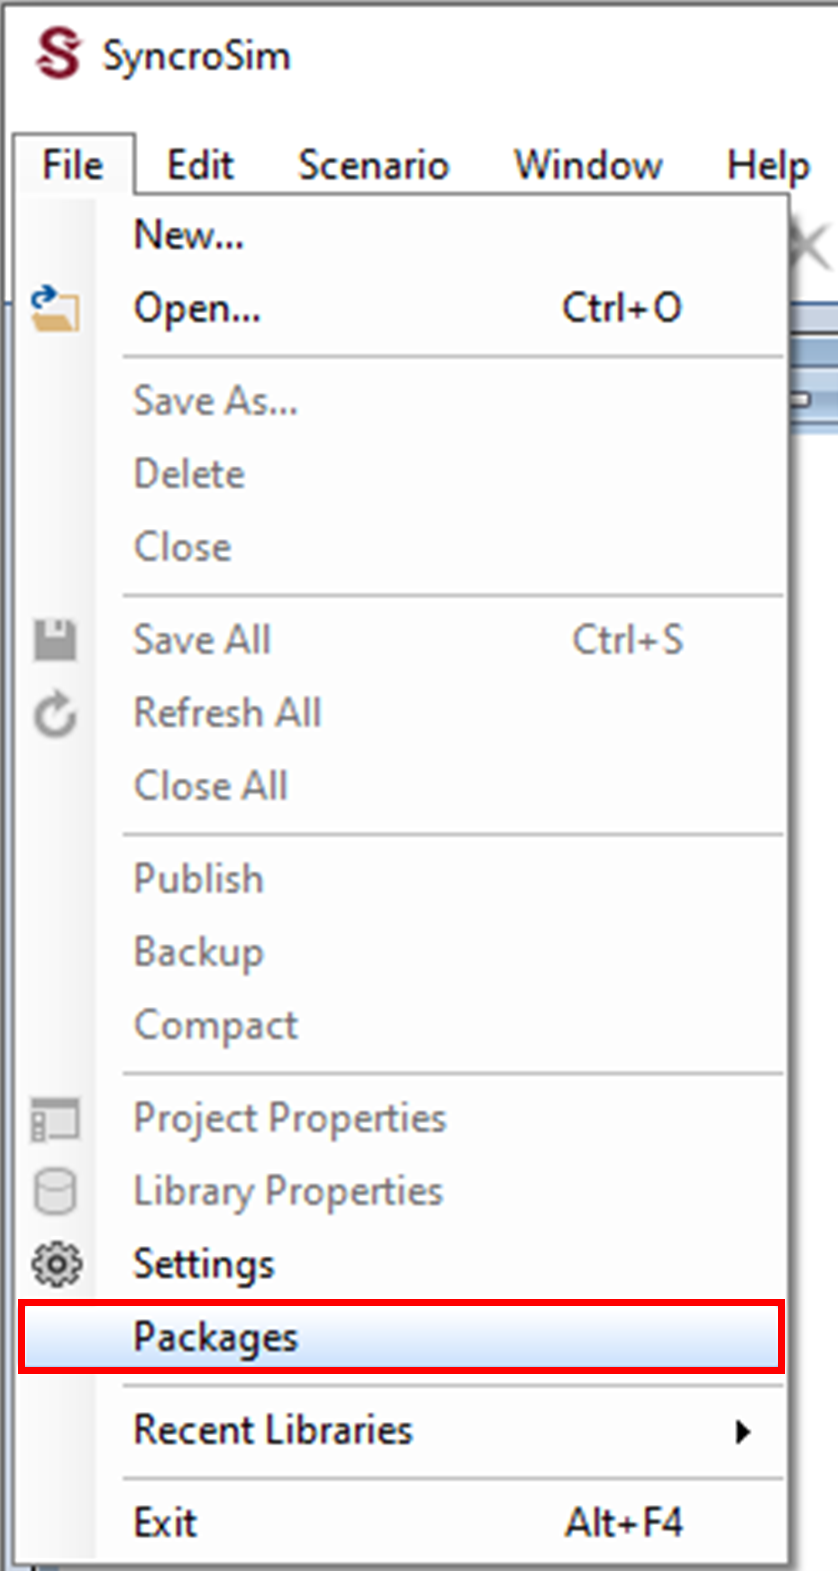 SyncroSim
File Edit Scenario Window Help
New...
Open... Ctrl+O
Save As...
Delete
Close
Save All Ctrl+S
Refresh All
Close All
Publish
Backup
Compact
Project Properties
Library Properties
Settings
Packages
Recent Libraries
Exit Alt+F4